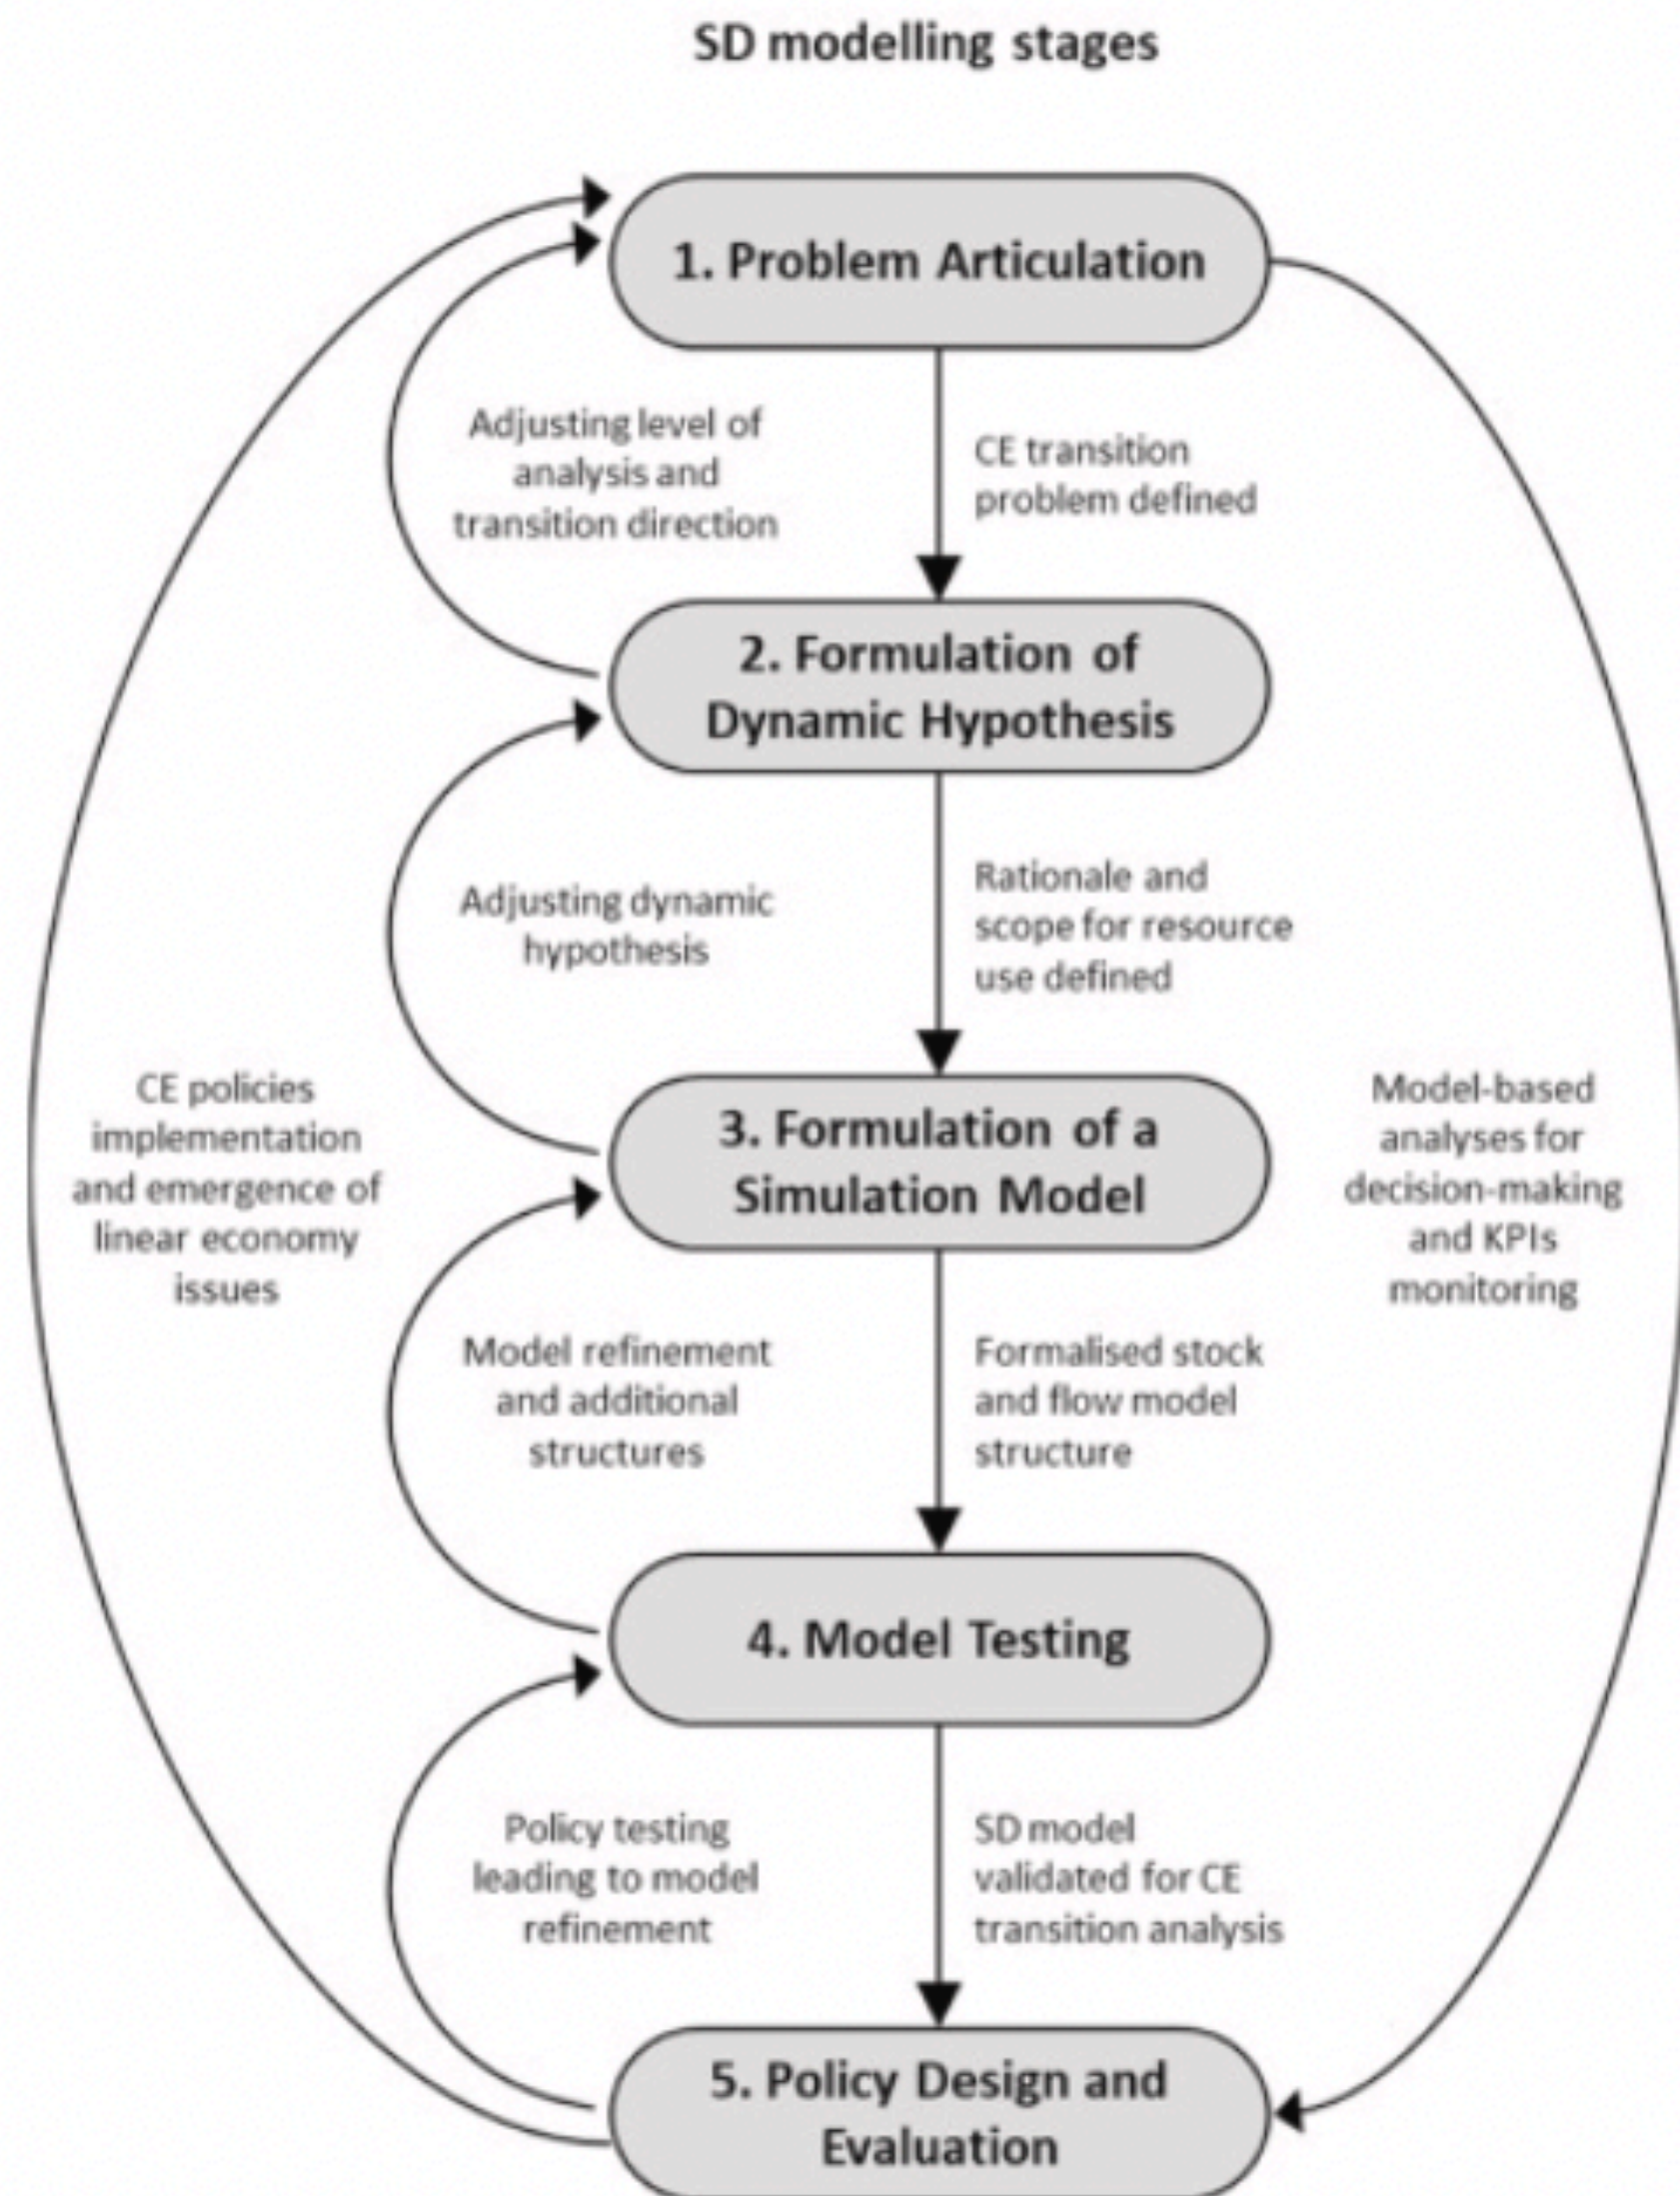 SD modelling stages
1. Problem Articulation
Adjusting level of
analysis and
transition direction
CE transition
problem defined
2. Formulation of
Dynamic Hypothesis
Adjusting dynamic
hypothesis
Rationale and
scope for resource
use defined
3. Formulation of a
Simulation Model
CE policies
implementation
and emergence of
linear economy
issues
Model-based
analyses for
decision-making
and KPIs
monitoring
Model refinement
and additional
structures
Formalised stock
and flow model
structure
4. Model Testing
Policy testing
leading to model
refinement
SD model
validated for CE
transition analysis
5. Policy Design and
Evaluation